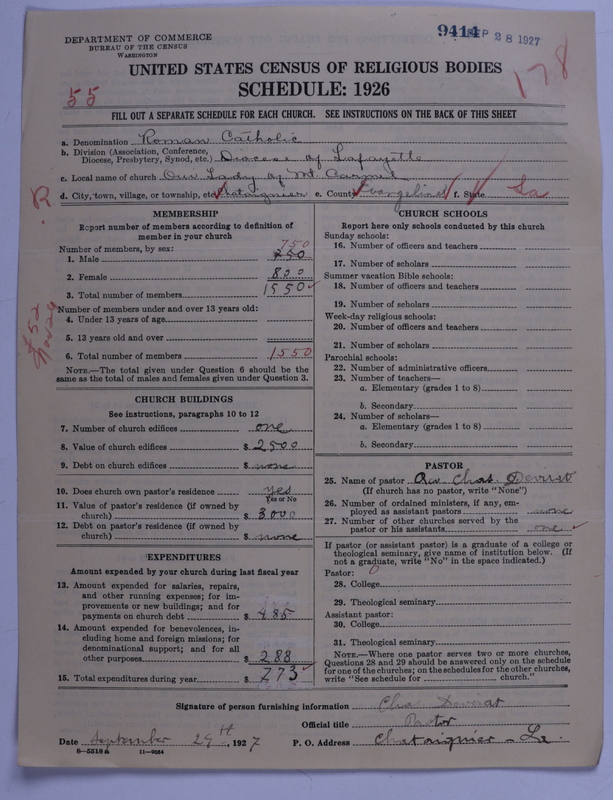 DEPARTMENT OF COMMERCE
BUREAU OF THE CENSUS
WASHINGTON
9414 SEP 28 1927
178
UNITED STATES CENSUS OF RELIGIOUS BODIES
55
SCHEDULE: 1926
FILL OUT A SEPARATE SCHEDULE FOR EACH CHURCH. SEE INSTRUCTIONS ON THE BACK OF THIS SHEET
a. Denomination Roman Catholic
b. Division (Association, Conference, Diocese, Presbytery, Synod, etc.) Diocese of Lafayette
c. Local name of church Our Lady of Mt. Carmel
d. City, town, village, or township, etc. Chataignier e. County Evangeline f. State La
R.
MEMBERSHIP
Report number of members according to definition of
member in your church
Number of members, by sex:
750
1. Male
2. Female 800
3. Total number of members 1550
Number of members under and over 13 years old:
4. Under 13 years of age
5. 13 years old and over
6. Total number of members 1550
NOTE.—The total given under Question 6 should be
same as the total of males and females given under Question 3.
CHURCH BUILDINGS
See instructions, paragraphs 10 to 12
7. Number of church edifices one
8. Value of church edifices $ 2500
9. Debt on church edifices $ none
10. Does church own pastor's residence yes
Yes or No
11. Value of pastor's residence (if owned by
church) $ 3000
12. Debt on pastor's residence (if owned by
church) $ none
EXPENDITURES
Amount expended by your church during last fiscal year
13. Amount expended for salaries, repairs,
and other running expenses; for im-
provements or new buildings; and for
payments on church debt $ 485
14. Amount expended for benevolences, in-
cluding home and foreign missions; for
denominational support; and for all
other purposes $ 288
15. Total expenditures during year $ 773
CHURCH SCHOOLS
Report here only schools conducted by this church
Sunday schools:
16. Number of officers and teachers
17. Number of scholars
Summer vacation Bible schools:
18. Number of officers and teachers
19. Number of scholars
Week-day religious schools:
20. Number of officers and teachers
21. Number of scholars
Parochial schools:
22. Number of administrative officers
23. Number of teachers—
a. Elementary (grades 1 to 8)
b. Secondary
24. Number of scholars—
a. Elementary (grades 1 to 8)
b. Secondary
PASTOR
25. Name of pastor Rev. Chas. Devirat
(If church has no pastor, write "None")
26. Number of ordained ministers, if any, em-
ployed as assistant pastors none
27. Number of other churches served by the
pastor or his assistants one
If pastor (or assistant pastor) is a graduate of a college or
theological seminary, give name of institution below. (If
not a graduate, write "No" in the space indicated.)
Pastor: 0
28. College
29. Theological seminary
Assistant pastor:
30. College
31. Theological seminary
NOTE.—Where one pastor serves two or more churches,
Questions 28 and 29 should be answered only on the schedule
for one of the churches; on the schedules for the other churches,
write "See schedule for church."
Signature of person furnishing information Chas Devirat
Official title Pastor
Date September 24th, 1927 P. O. Address Chataignier - La.
8—5518a 11—9564